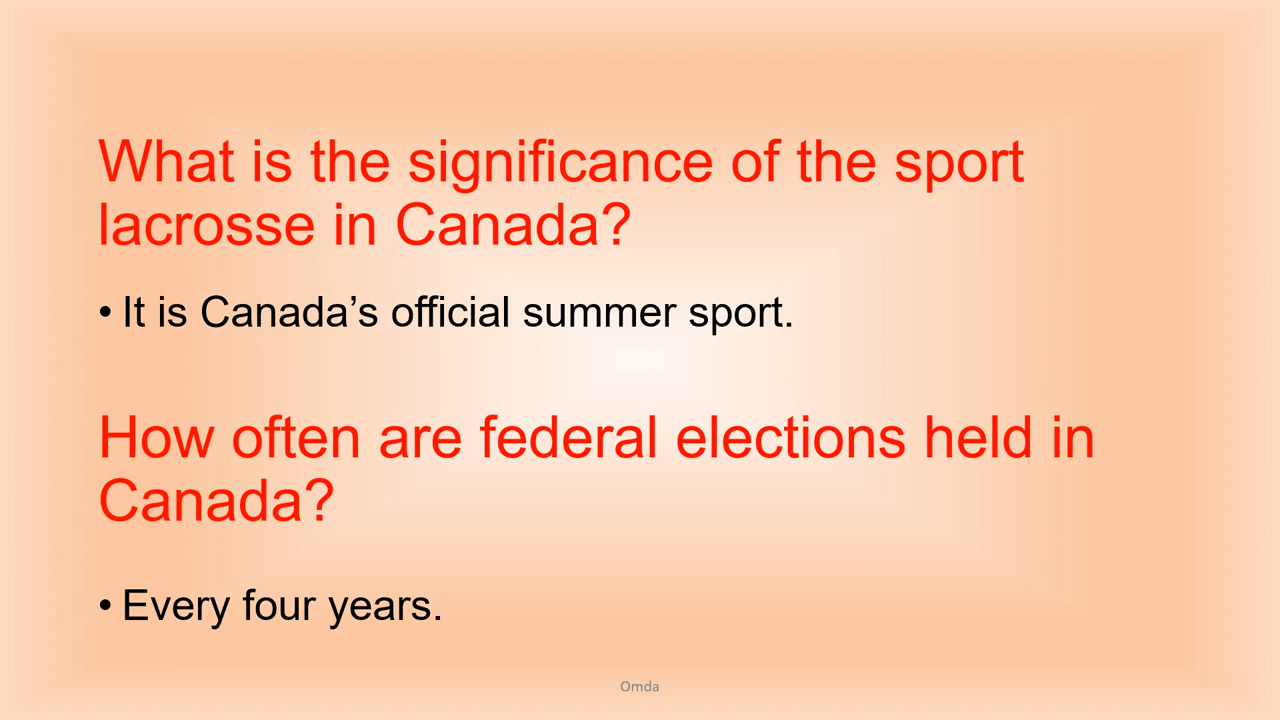 What is the significance of the sport
lacrosse in Canada?
• It is Canada’s official summer sport.
How often are federal elections held in
Canada?
• Every four years.
Omda